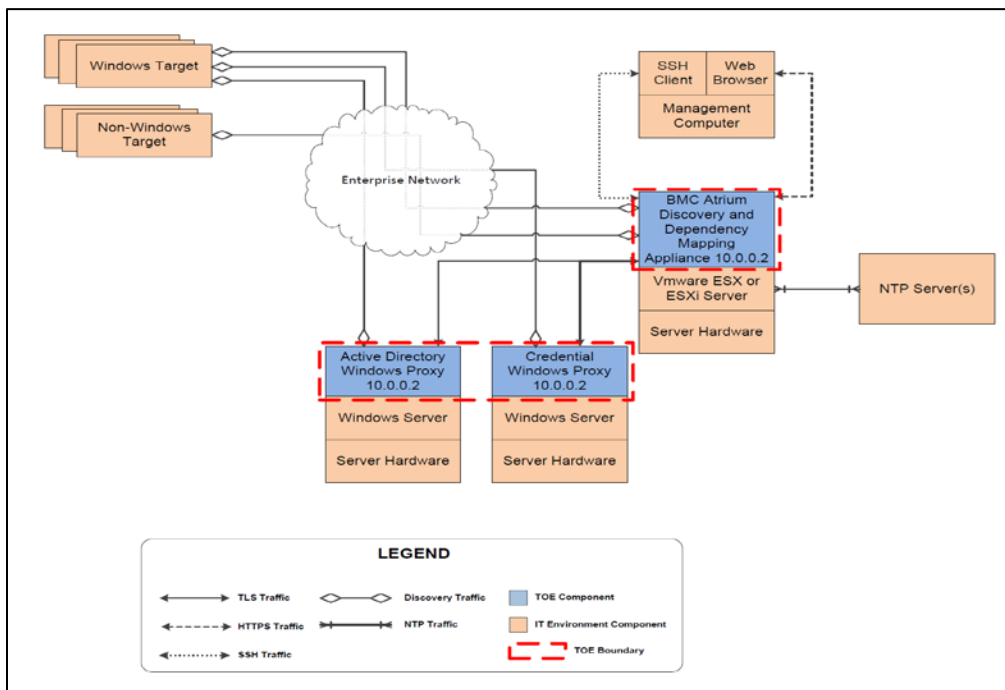 Windows Target
Non-Windows
Target
Enterprise Network
SSH
Client
Web
Browser
Management
Computer
BMC Atrium
Discovery and
Dependency
Mapping
Appliance 10.0.0.2
Vmware ESX or
ESXi Server
Server Hardware
NTP Server(s)
Active Directory
Windows Proxy
10.0.0.2
Windows Server
Server Hardware
Credential
Windows Proxy
10.0.0.2
Windows Server
Server Hardware
LEGEND
TLS Traffic
Discovery Traffic
TOE Component
HTTPS Traffic
NTP Traffic
IT Environment Component
SSH Traffic
TOE Boundary